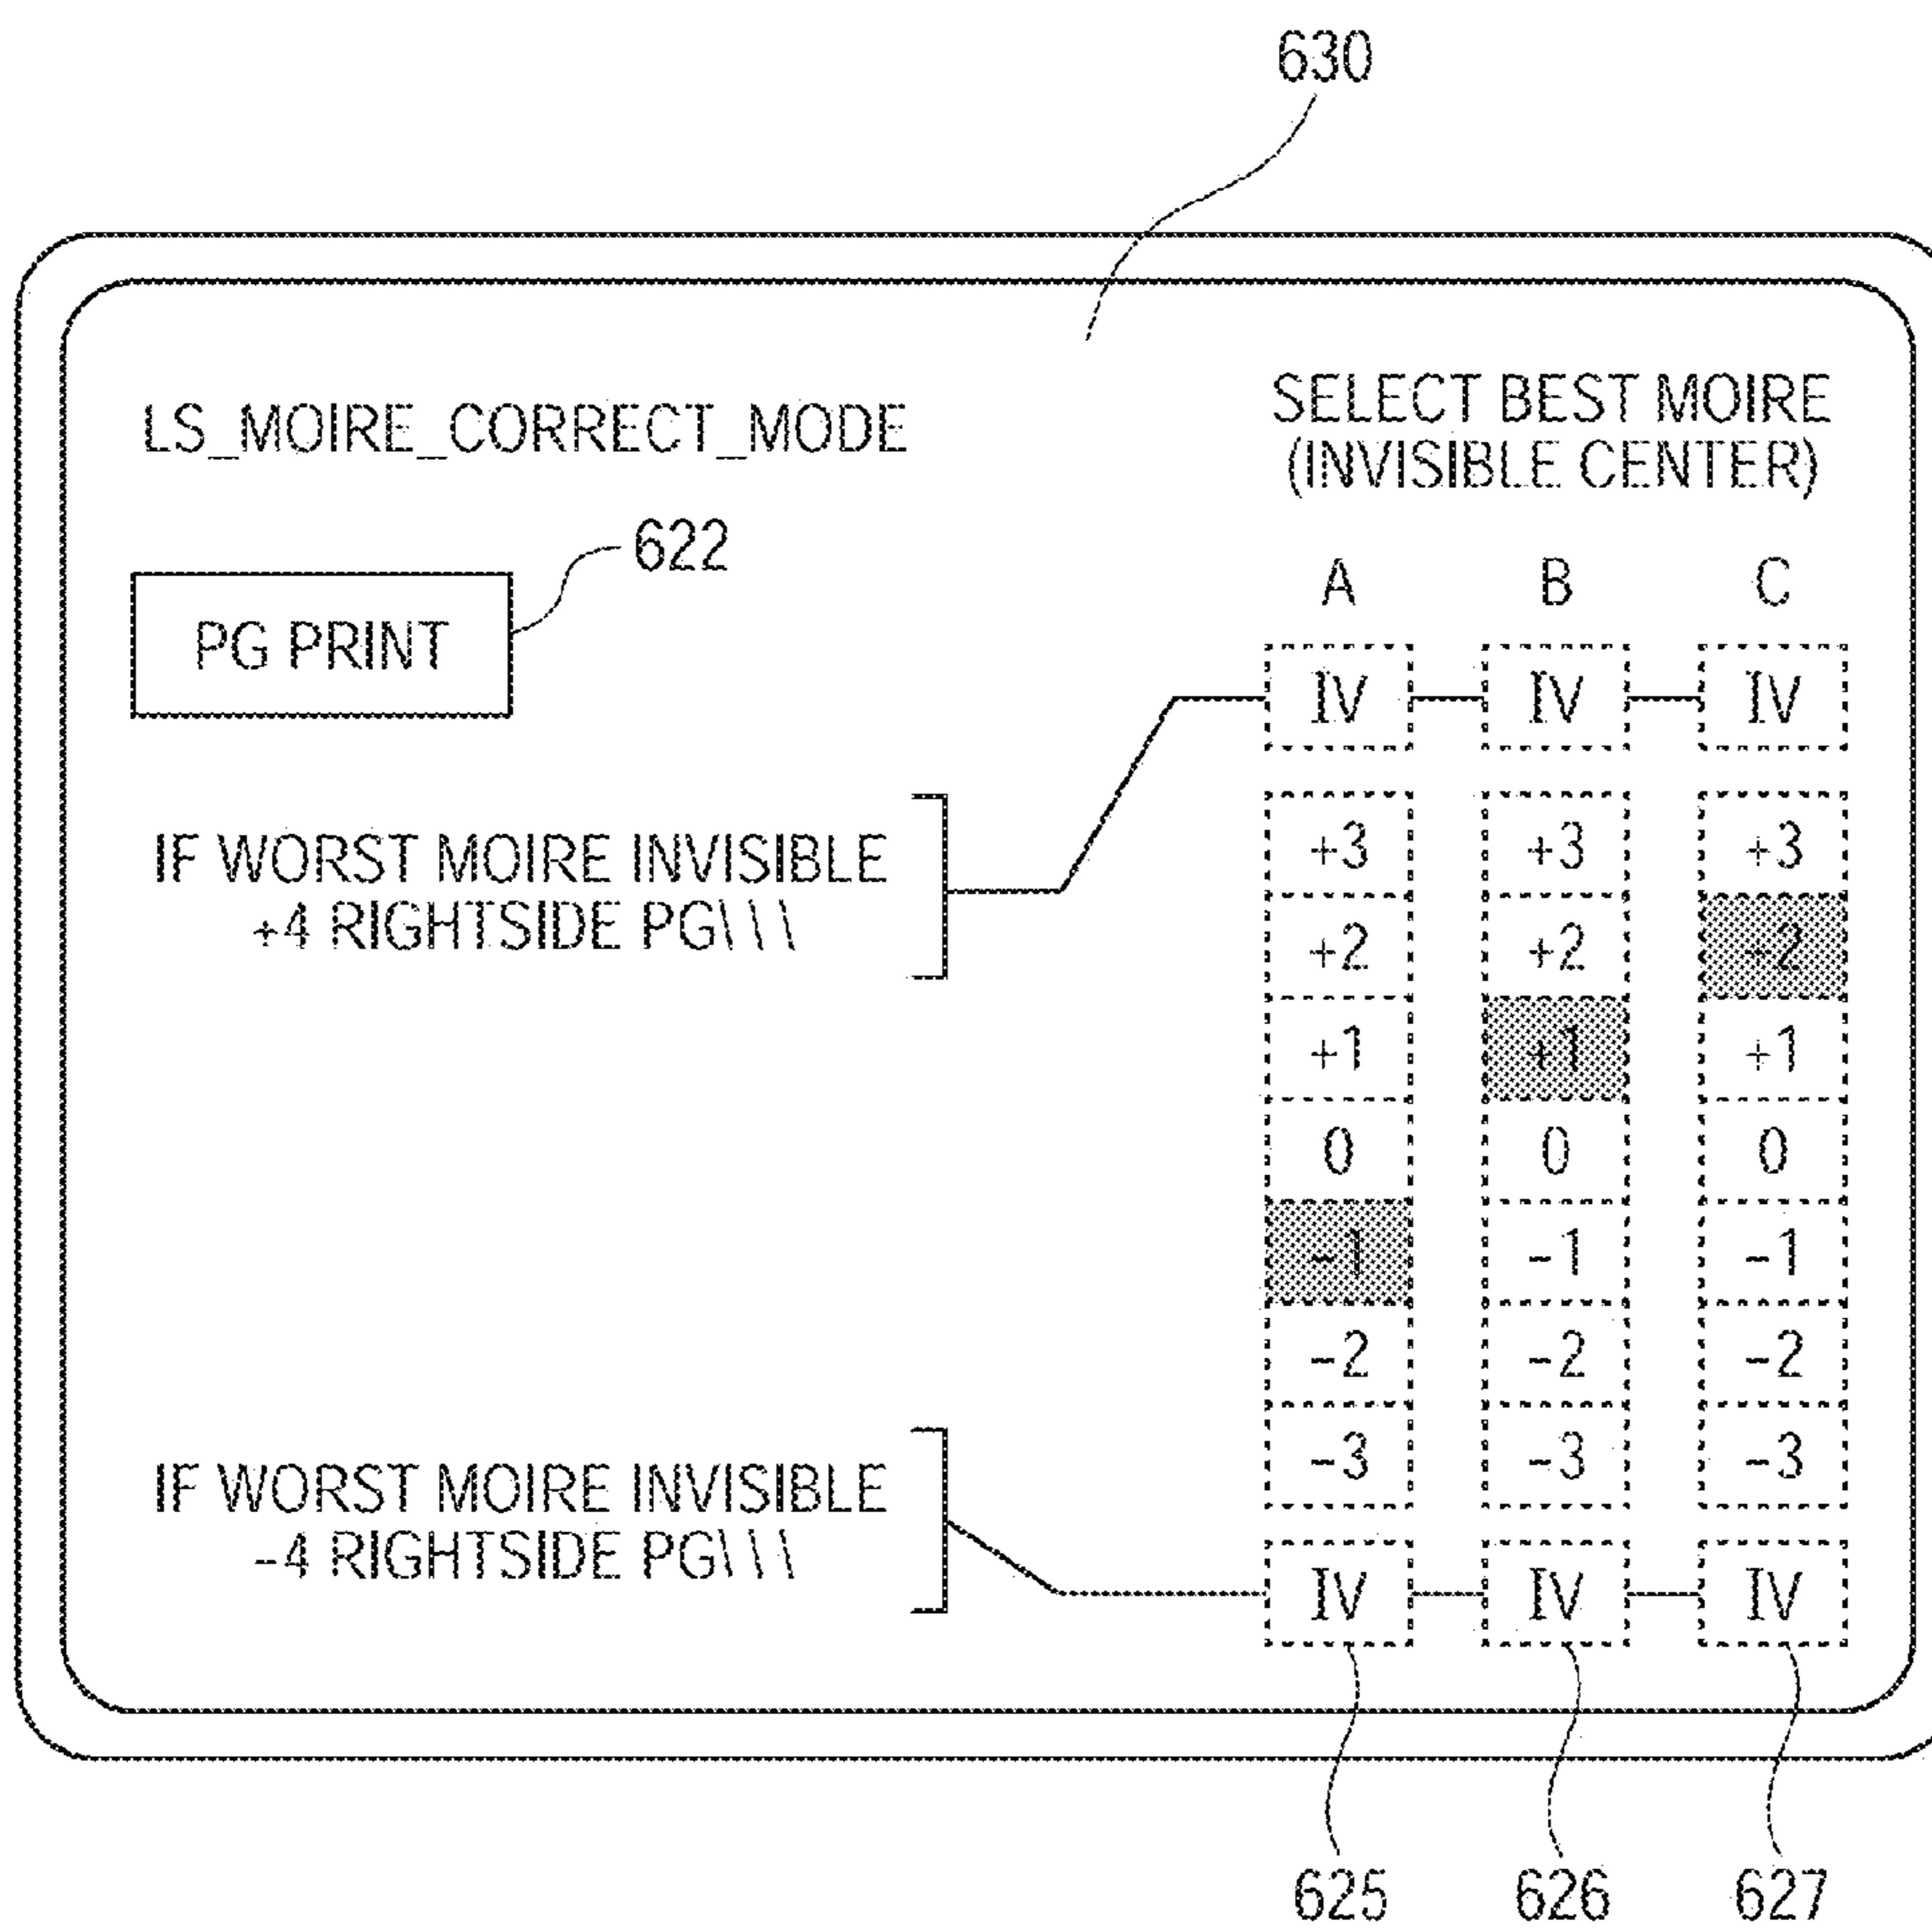 630
LS_MOIRE_CORRECT_MODE
SELECT BEST MOIRE
(INVISIBLE CENTER)
622
PG PRINT
A B C
IV IV IV
IF WORST MOIRE INVISIBLE
+4 RIGHTSIDE PG\\\
+3 +3 +3
+2 +2 +2
+1 +1 +1
0 0 0
-1 -1 -1
-2 -2 -2
-3 -3 -3
IF WORST MOIRE INVISIBLE
-4 RIGHTSIDE PG\\\
IV IV IV
625 626 627